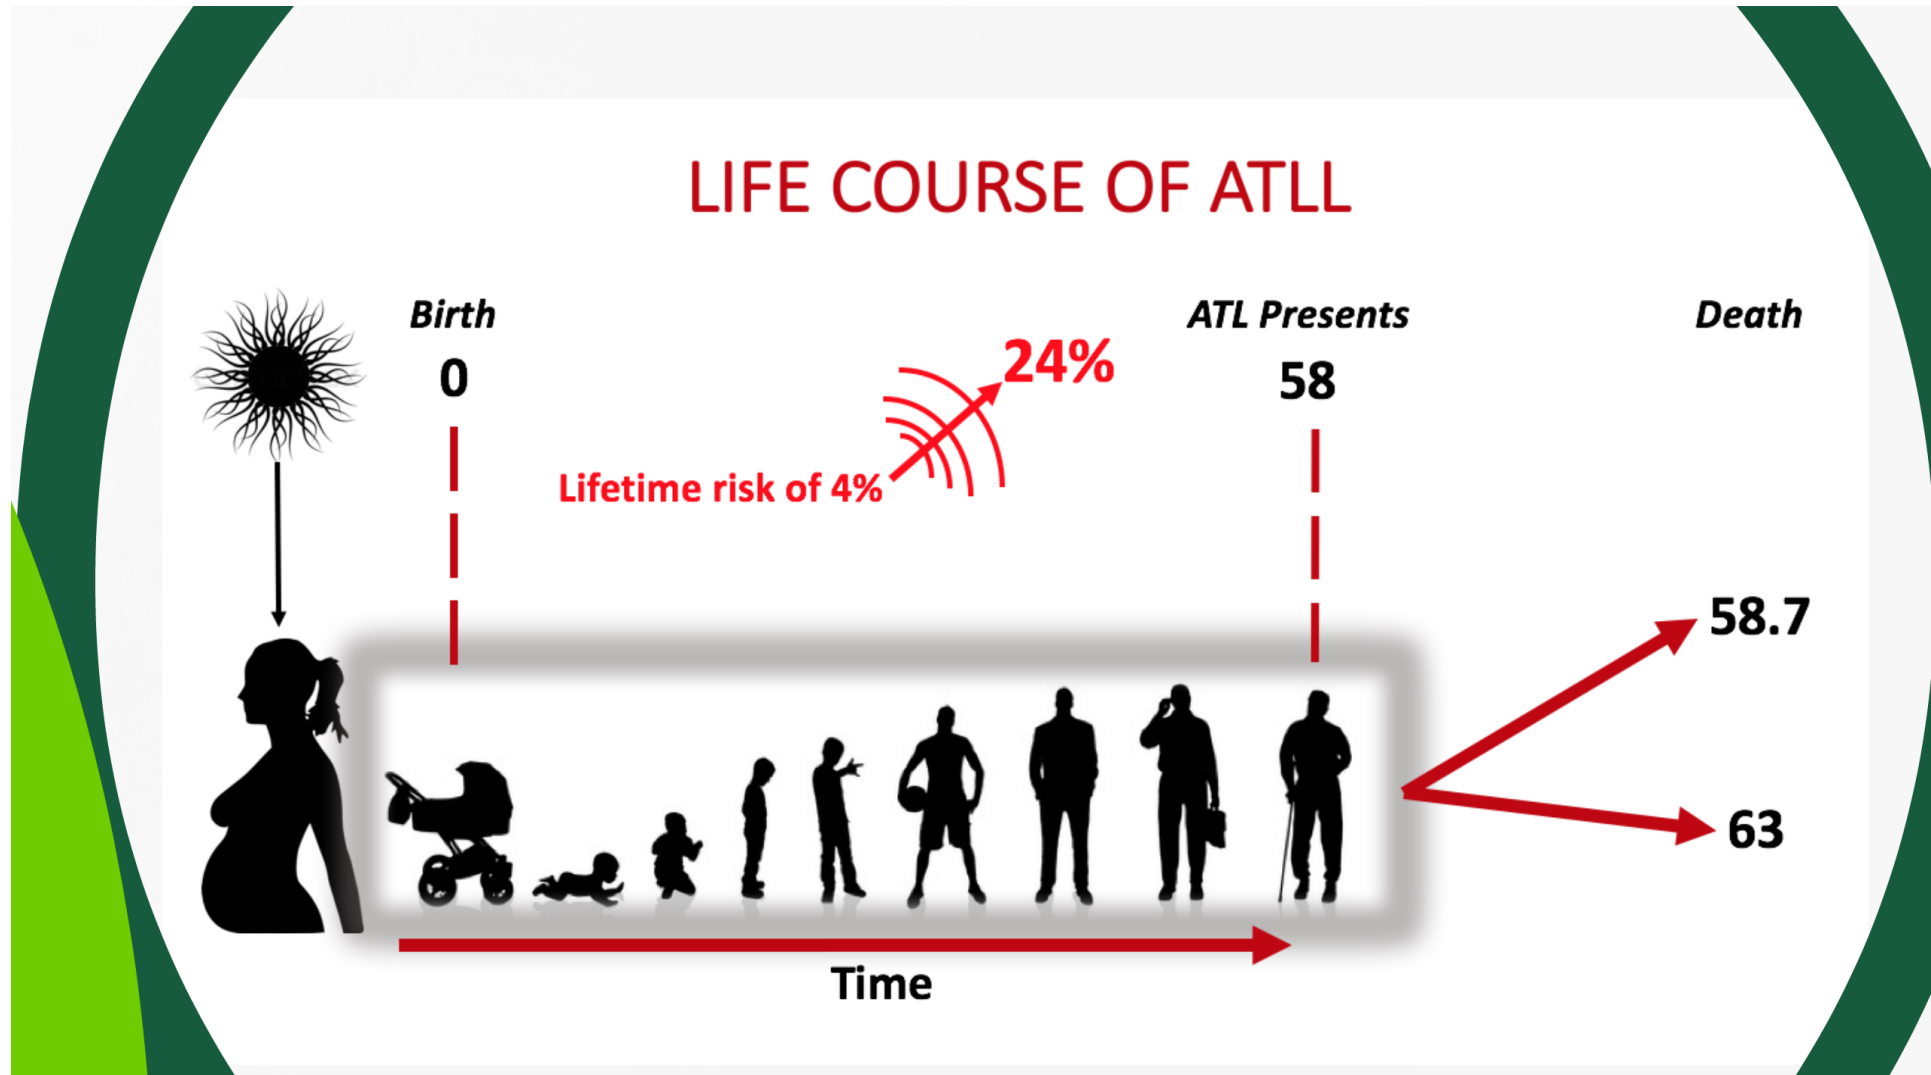 LIFE COURSE OF ATLL
Birth
0
24%
Lifetime risk of 4%
ATL Presents
58
Death
58.7
63
Time